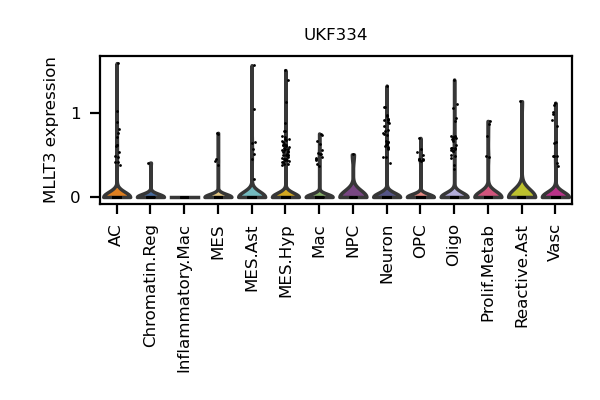 UKF334
MLLT3 expression
1
0
AC
Chromatin.Reg
Inflammatory.Mac
MES
MES.Ast
MES.Hyp
Mac
NPC
Neuron
OPC
Oligo
Prolif.Metab
Reactive.Ast
Vasc